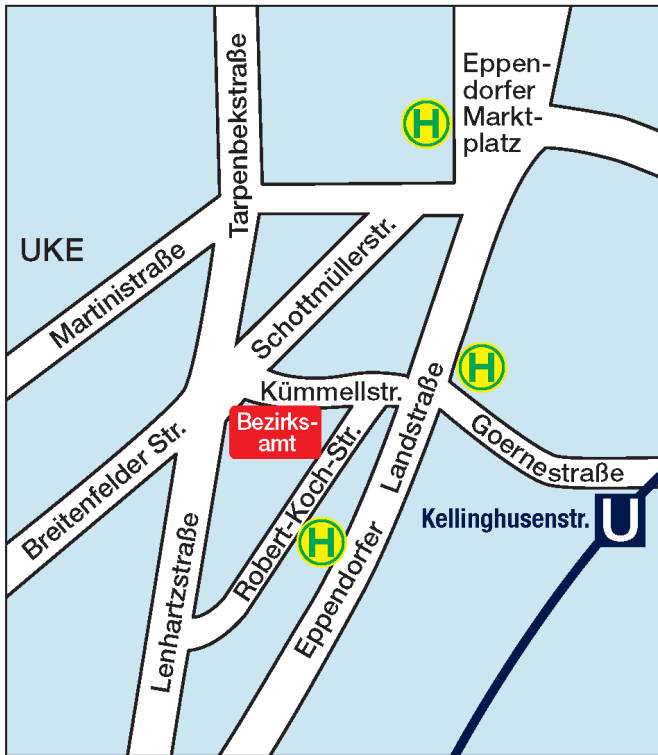 Eppen-
dorfer
Markt-
platz
H
Tarpenbekstraße
UKE
Martinistraße
Schottmüllerstr.
H
Kümmellstr.
Bezirks-
amt
Landstraße
Goernestraße
Breitenfelder Str.
Robert-Koch-Str.
Kellinghusenstr.
U
H
Eppendorfer
Lenhartzstraße